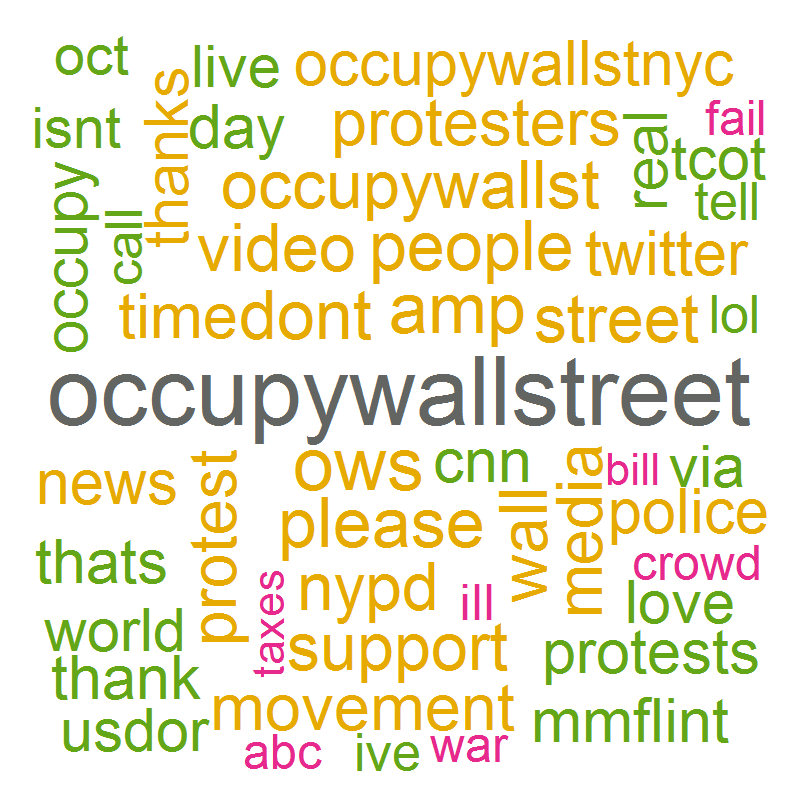 oct
live
occupywallstnyc
thanks
isnt
day
protesters
real
fail
tcot
occupy
call
occupywallst
tell
video
people
twitter
time
dont
amp
street
lol
occupywallstreet
news
protest
ows
cnn
wall
media
bill
via
please
police
thats
taxes
nypd
ill
crowd
love
world
support
protests
thank
usdor
movement
mmflint
abc
ive
war